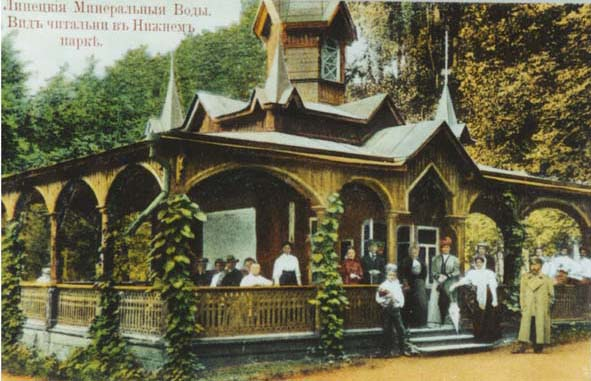 Липецкія Минеральныя Воды.
Видъ читальни въ Нижнемъ
паркѣ.